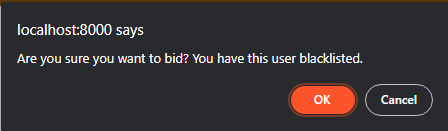 localhost:8000 says
Are you sure you want to bid? You have this user blacklisted.
OK Cancel